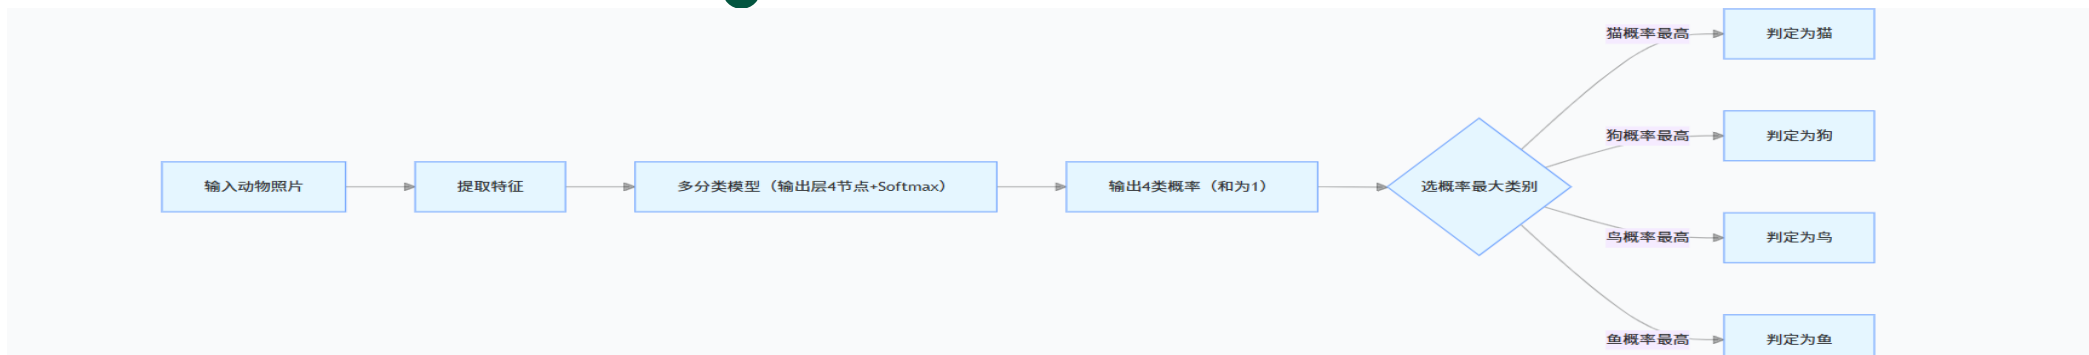 输入动物照片
提取特征
多分类模型（输出层4节点+Softmax）
输出4类概率（和为1）
选概率最大类别
猫概率最高
判定为猫
狗概率最高
判定为狗
鸟概率最高
判定为鸟
鱼概率最高
判定为鱼